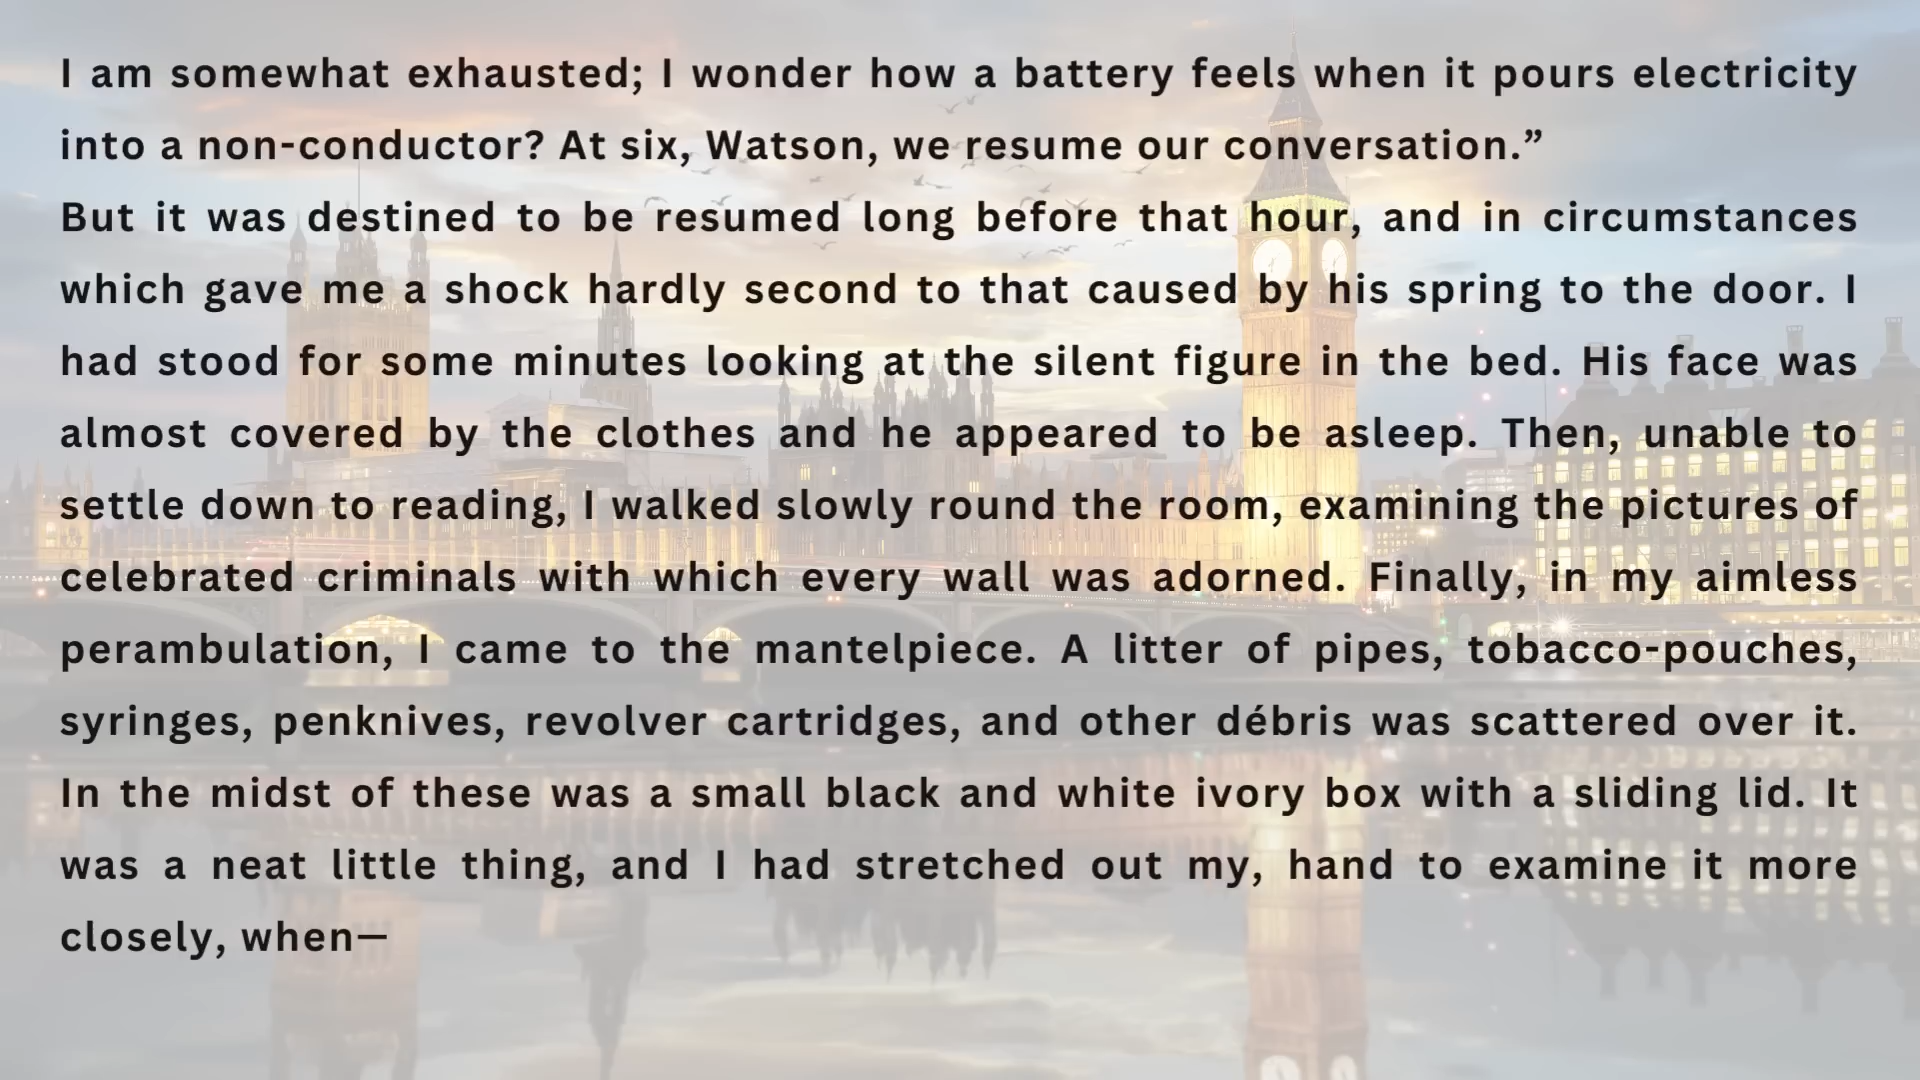 I am somewhat exhausted; I wonder how a battery feels when it pours electricity
into a non-conductor? At six, Watson, we resume our conversation.”
But it was destined to be resumed long before that hour, and in circumstances
which gave me a shock hardly second to that caused by his spring to the door. I
had stood for some minutes looking at the silent figure in the bed. His face was
almost covered by the clothes and he appeared to be asleep. Then, unable to
settle down to reading, I walked slowly round the room, examining the pictures of
celebrated criminals with which every wall was adorned. Finally, in my aimless
perambulation, I came to the mantelpiece. A litter of pipes, tobacco-pouches,
syringes, penknives, revolver cartridges, and other débris was scattered over it.
In the midst of these was a small black and white ivory box with a sliding lid. It
was a neat little thing, and I had stretched out my, hand to examine it more
closely, when—